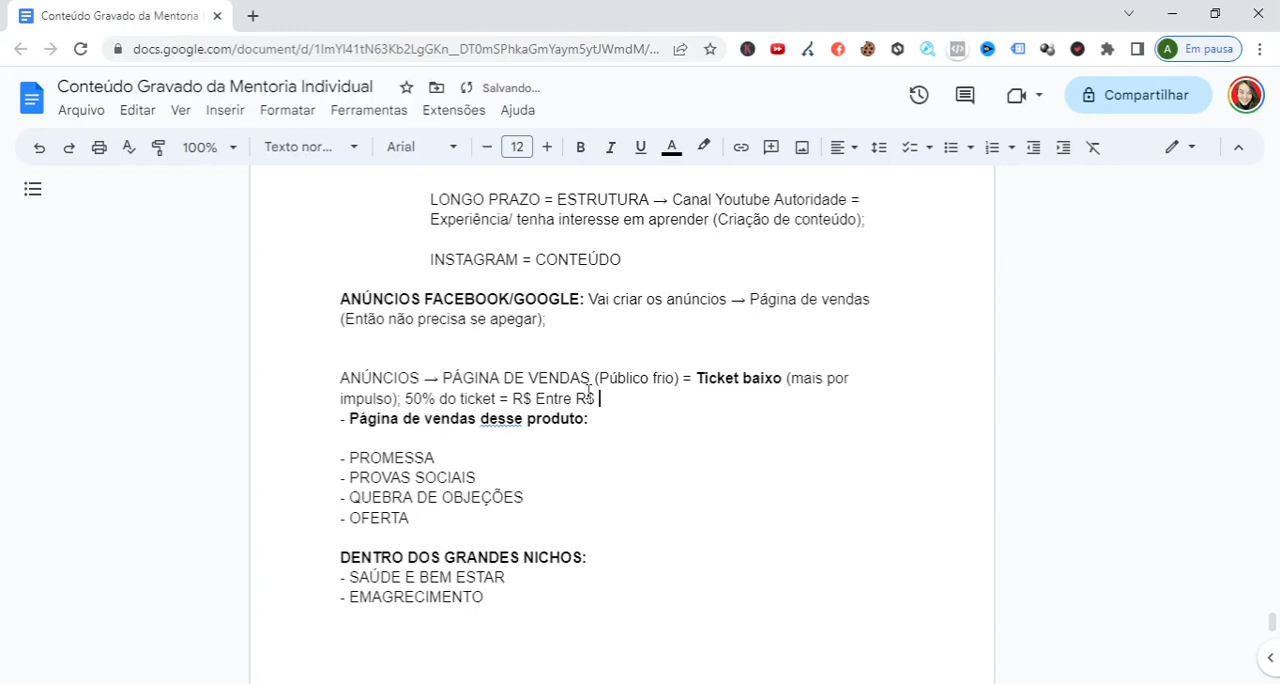 Conteúdo Gravado da Mentoria
docs.google.com/document/d/1ImYl41tN63Kb2LgGKn__DT0mSPhkaGmYaym5ytJWmdM/...
A Em pausa
Conteúdo Gravado da Mentoria Individual
Salvando...
Arquivo Editar Ver Inserir Formatar Ferramentas Extensões Ajuda
Compartilhar
100% Texto nor... Arial 12
LONGO PRAZO = ESTRUTURA → Canal Youtube Autoridade =
Experiência/ tenha interesse em aprender (Criação de conteúdo);
INSTAGRAM = CONTEÚDO
ANÚNCIOS FACEBOOK/GOOGLE: Vai criar os anúncios → Página de vendas
(Então não precisa se apegar);
ANÚNCIOS → PÁGINA DE VENDAS (Público frio) = Ticket baixo (mais por
impulso); 50% do ticket = R$ Entre R$
- Página de vendas desse produto:
- PROMESSA
- PROVAS SOCIAIS
- QUEBRA DE OBJEÇÕES
- OFERTA
DENTRO DOS GRANDES NICHOS:
- SAÚDE E BEM ESTAR
- EMAGRECIMENTO